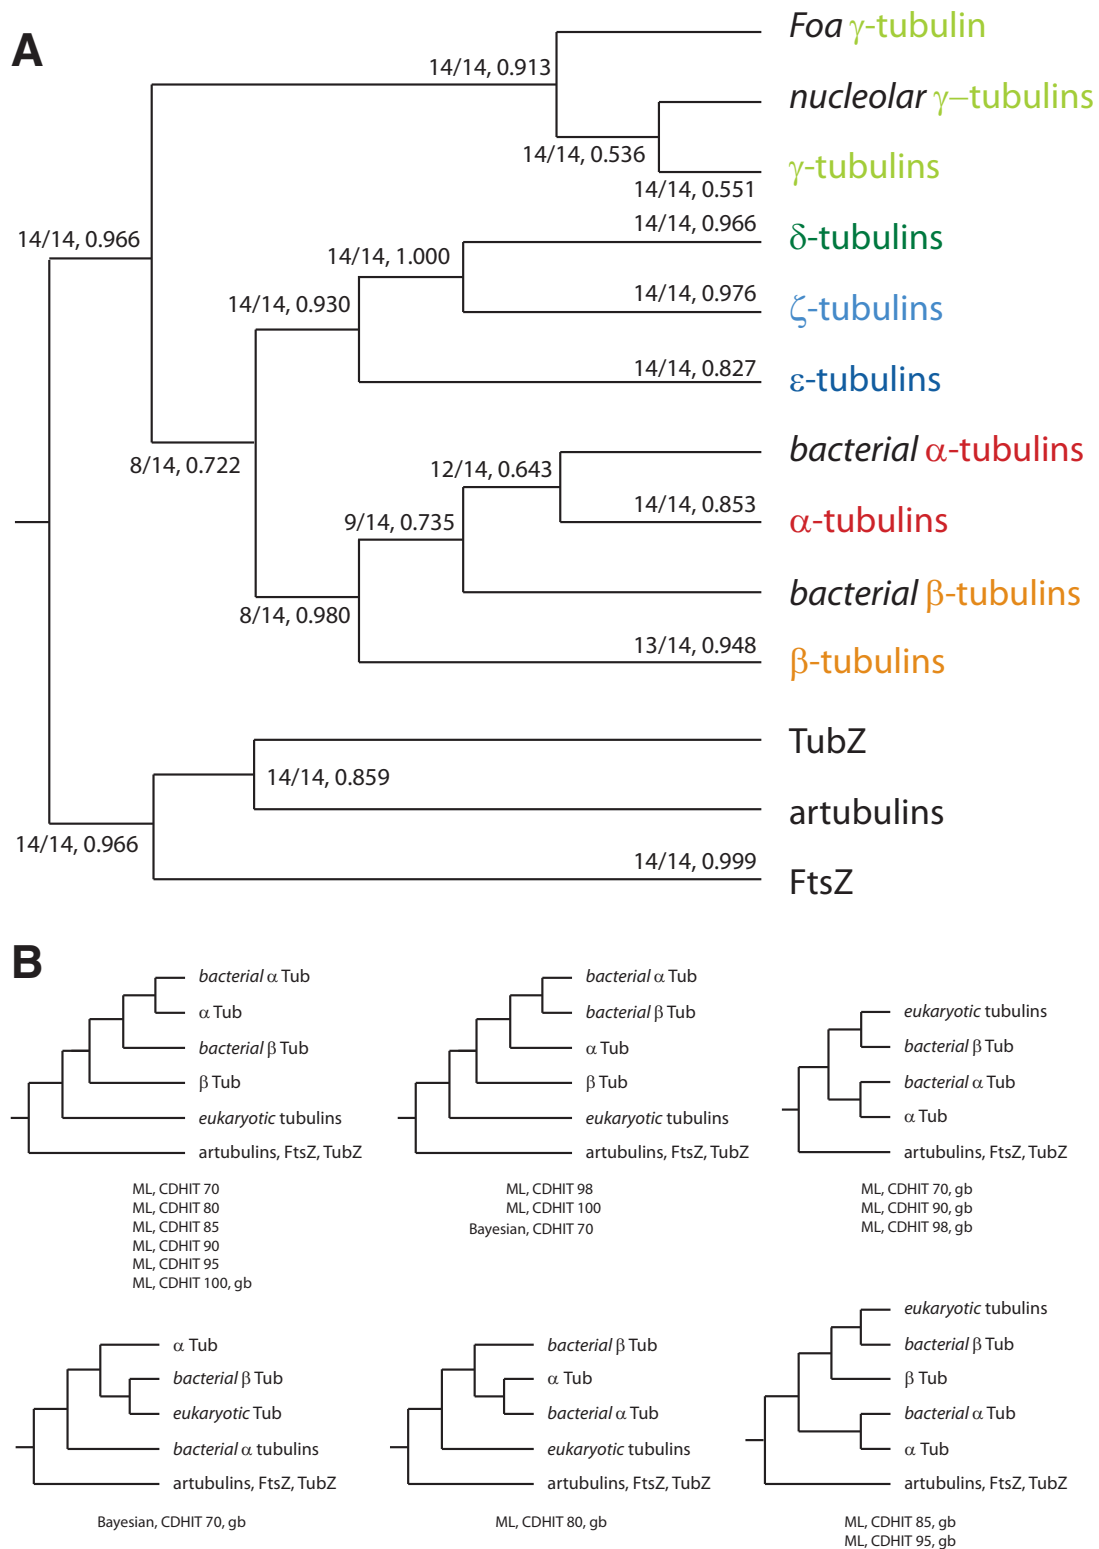 A
Foa γ-tubulin
14/14, 0.913
nucleolar γ–tubulins
14/14, 0.536
γ-tubulins
14/14, 0.551
14/14, 0.966
δ-tubulins
14/14, 0.966
14/14, 1.000
14/14, 0.976
ζ-tubulins
14/14, 0.930
14/14, 0.827
ε-tubulins
8/14, 0.722
bacterial α-tubulins
12/14, 0.643
14/14, 0.853
α-tubulins
9/14, 0.735
bacterial β-tubulins
8/14, 0.980
13/14, 0.948
β-tubulins
TubZ
14/14, 0.859
artubulins
14/14, 0.966
14/14, 0.999
FtsZ
B
bacterial α Tub
α Tub
bacterial β Tub
β Tub
eukaryotic tubulins
artubulins, FtsZ, TubZ
ML, CDHIT 70
ML, CDHIT 80
ML, CDHIT 85
ML, CDHIT 90
ML, CDHIT 95
ML, CDHIT 100, gb
bacterial α Tub
bacterial β Tub
α Tub
β Tub
eukaryotic tubulins
artubulins, FtsZ, TubZ
ML, CDHIT 98
ML, CDHIT 100
Bayesian, CDHIT 70
eukaryotic tubulins
bacterial β Tub
bacterial α Tub
α Tub
artubulins, FtsZ, TubZ
ML, CDHIT 70, gb
ML, CDHIT 90, gb
ML, CDHIT 98, gb
α Tub
bacterial β Tub
eukaryotic Tub
bacterial α tubulins
artubulins, FtsZ, TubZ
Bayesian, CDHIT 70, gb
bacterial β Tub
α Tub
bacterial α Tub
eukaryotic tubulins
artubulins, FtsZ, TubZ
ML, CDHIT 80, gb
eukaryotic tubulins
bacterial β Tub
β Tub
bacterial α Tub
α Tub
artubulins, FtsZ, TubZ
ML, CDHIT 85, gb
ML, CDHIT 95, gb